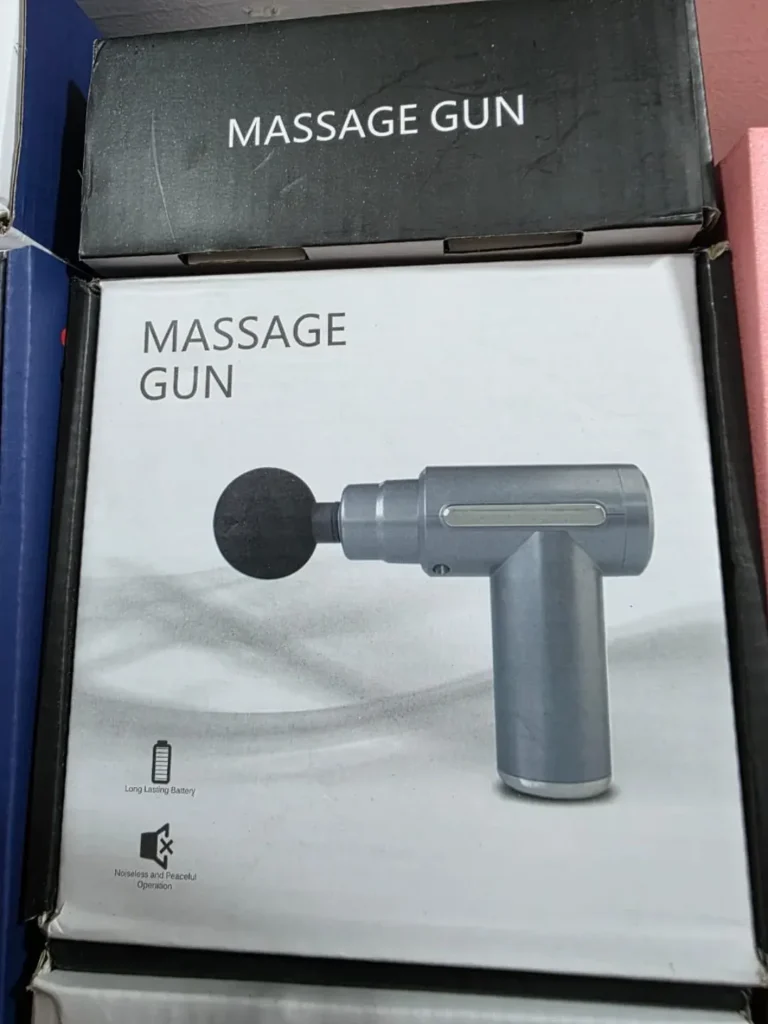 MASSAGE GUN
MASSAGE
GUN
Long Lasting Battery
Noiseless and Peaceful
Operation